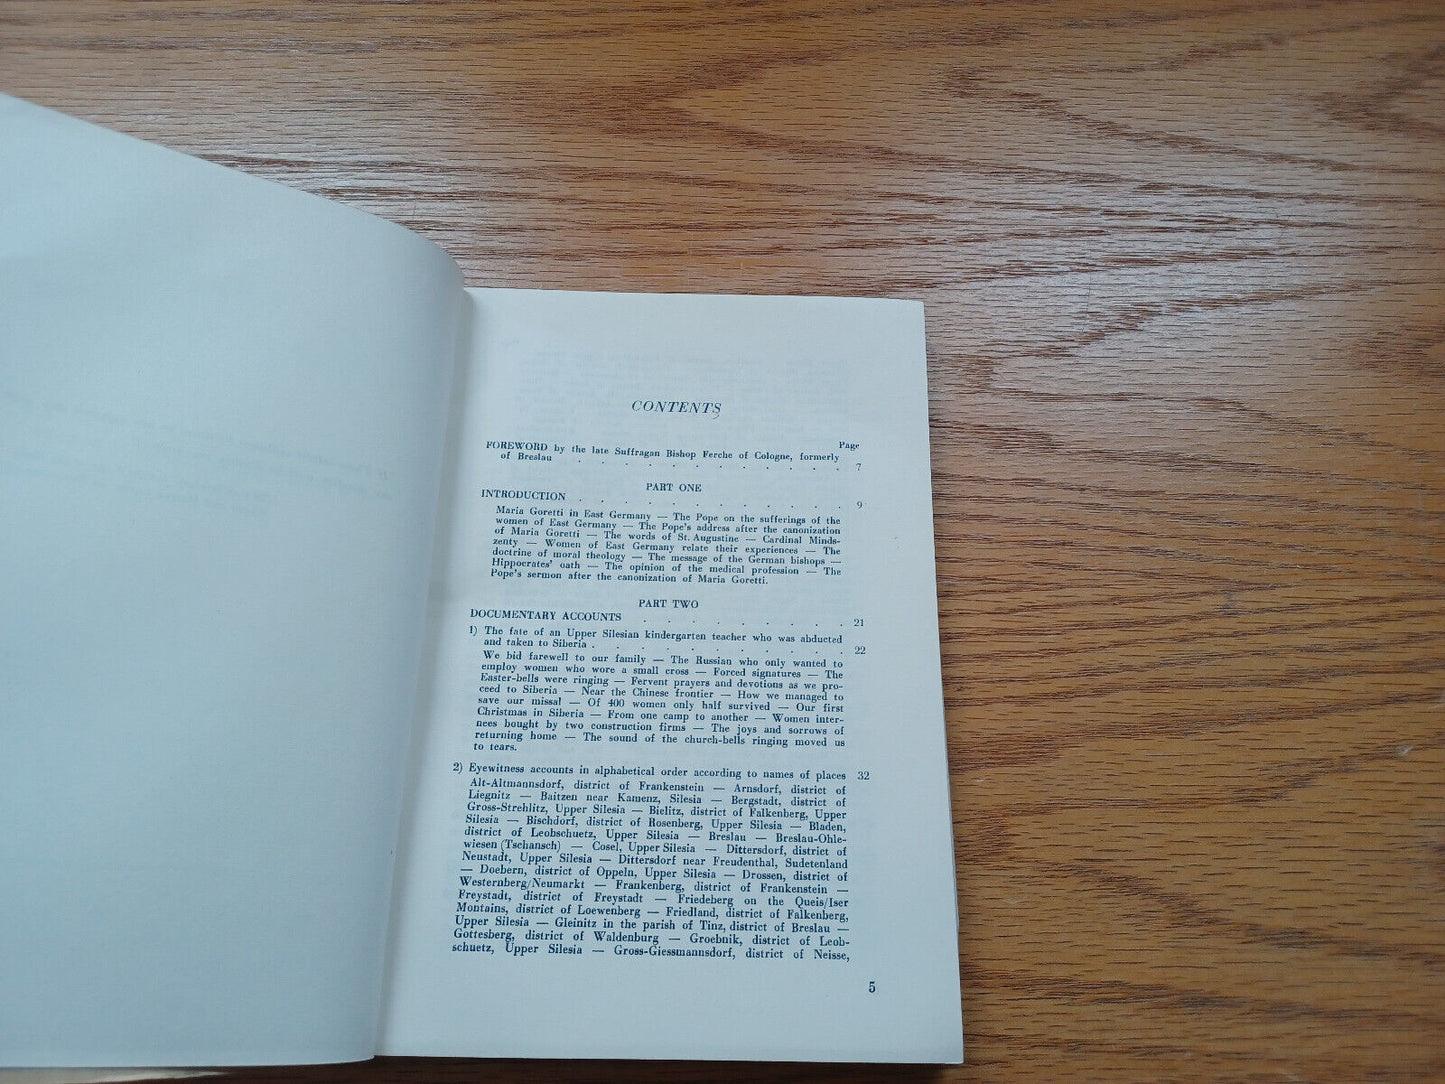 CONTENTS
Page
FOREWORD by the late Suffragan Bishop Ferche of Cologne, formerly
of Breslau . . . . . . . . . . . 7
PART ONE
INTRODUCTION . . . . . . . . . . . 9
Maria Goretti in East Germany — The Pope on the sufferings of the
women of East Germany — The Pope's address after the canonization
of Maria Goretti — The words of St. Augustine — Cardinal Minds-
zenty — Women of East Germany relate their experiences — The
doctrine of moral theology — The message of the German bishops —
Hippocrates' oath — The opinion of the medical profession — The
Pope's sermon after the canonization of Maria Goretti.
PART TWO
DOCUMENTARY ACCOUNTS . . . . . . . . . 21
1) The fate of an Upper Silesian kindergarten teacher who was abducted
and taken to Siberia . . . . . . . . . . . 22
We bid farewell to our family — The Russian who only wanted to
employ women who wore a small cross — Forced signatures — The
Easter-bells were ringing — Fervent prayers and devotions as we pro-
ceed to Siberia — Near the Chinese frontier — How we managed to
save our missal — Of 400 women only half survived — Our first
Christmas in Siberia — From one camp to another — Women inter-
nees bought by two construction firms — The joys and sorrows of
returning home — The sound of the church-bells ringing moved us
to tears.
2) Eyewitness accounts in alphabetical order according to names of places 32
Alt-Altmannsdorf, district of Frankenstein — Arnsdorf, district of
Liegnitz — Baitzen near Kamenz, Silesia — Bergstadt, district of
Gross-Strehlitz, Upper Silesia — Bielitz, district of Falkenberg, Upper
Silesia — Bischdorf, district of Rosenberg, Upper Silesia — Bladen,
district of Leobschuetz, Upper Silesia — Breslau — Breslau-Ohle-
wiesen (Tschansch) — Cosel, Upper Silesia — Dittersdorf, district of
Neustadt, Upper Silesia — Dittersdorf near Freudenthal, Sudetenland
— Doebern, district of Oppeln, Upper Silesia — Drossen, district of
Westernberg/Neumarkt — Frankenberg, district of Frankenstein —
Freystadt, district of Freystadt — Friedeberg on the Queis/Iser
Montains, district of Loewenberg — Friedland, district of Falkenberg,
Upper Silesia — Gleinitz in the parish of Tinz, district of Breslau —
Gottesberg, district of Waldenburg — Groebnik, district of Leob-
schuetz, Upper Silesia — Gross-Giessmannsdorf, district of Neisse,
5